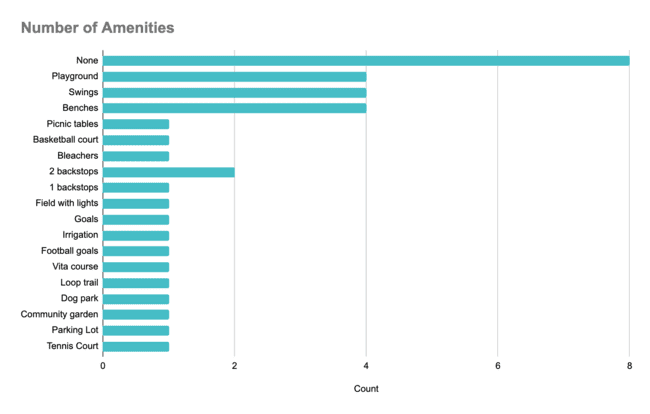 Number of Amenities
None
Playground
Swings
Benches
Picnic tables
Basketball court
Bleachers
2 backstops
1 backstops
Field with lights
Goals
Irrigation
Football goals
Vita course
Loop trail
Dog park
Community garden
Parking Lot
Tennis Court
0 2 4 6 8
Count